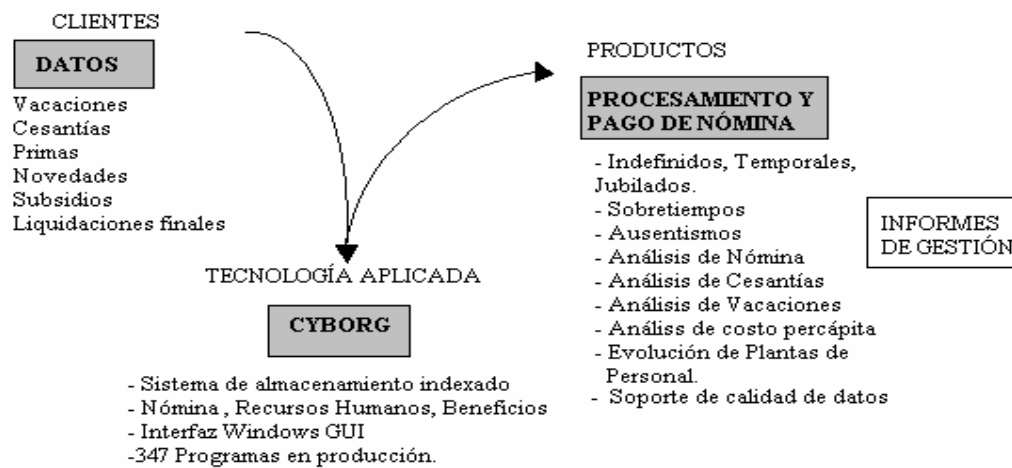 CLIENTES
DATOS
Vacaciones
Cesantías
Primas
Novedades
Subsidios
Liquidaciones finales
TECNOLOGÍA APLICADA
CYBORG
- Sistema de almacenamiento indexado
- Nómina , Recursos Humanos, Beneficios
- Interfaz Windows GUI
-347 Programas en producción.
PRODUCTOS
PROCESAMIENTO Y
PAGO DE NÓMINA
- Indefinidos, Temporales,
Jubilados.
- Sobretiempos
- Ausentismos
- Análisis de Nómina
- Análisis de Cesantías
- Análisis de Vacaciones
- Análiss de costo percápita
- Evolución de Plantas de
Personal.
- Soporte de calidad de datos
INFORMES
DE GESTIÓN